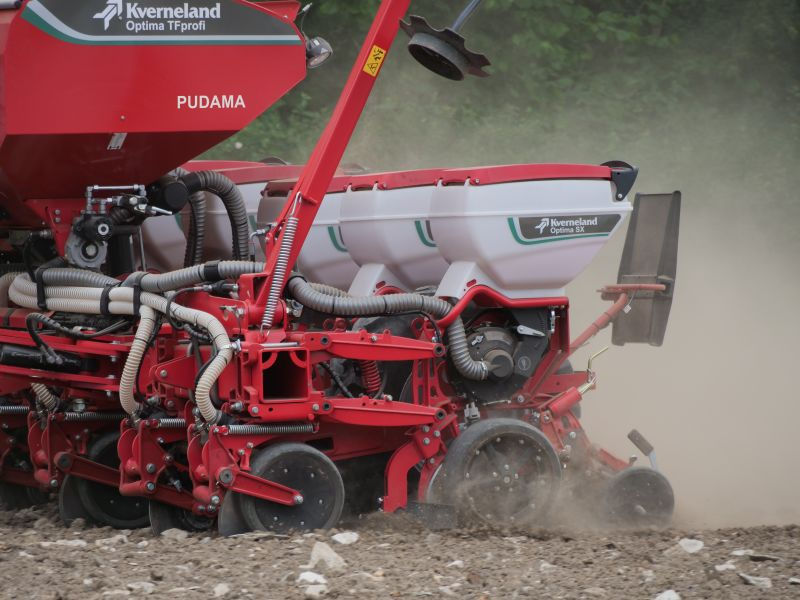 Kverneland
Optima TFprofi
PUDAMA
Kverneland
Optima SX